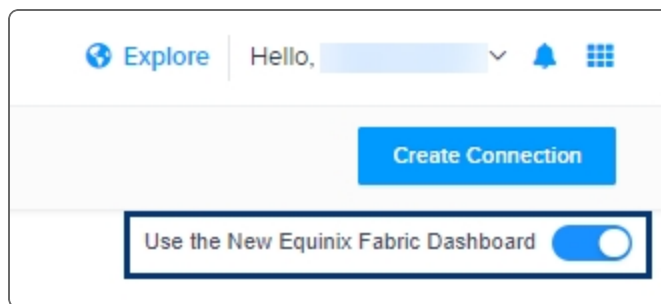 Explore Hello,
Create Connection
Use the New Equinix Fabric Dashboard